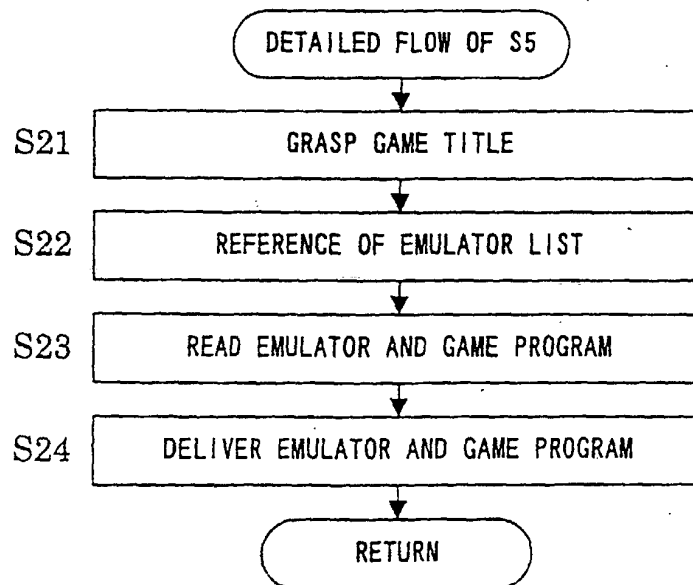 DETAILED FLOW OF S5
S21 GRASP GAME TITLE
S22 REFERENCE OF EMULATOR LIST
S23 READ EMULATOR AND GAME PROGRAM
S24 DELIVER EMULATOR AND GAME PROGRAM
RETURN